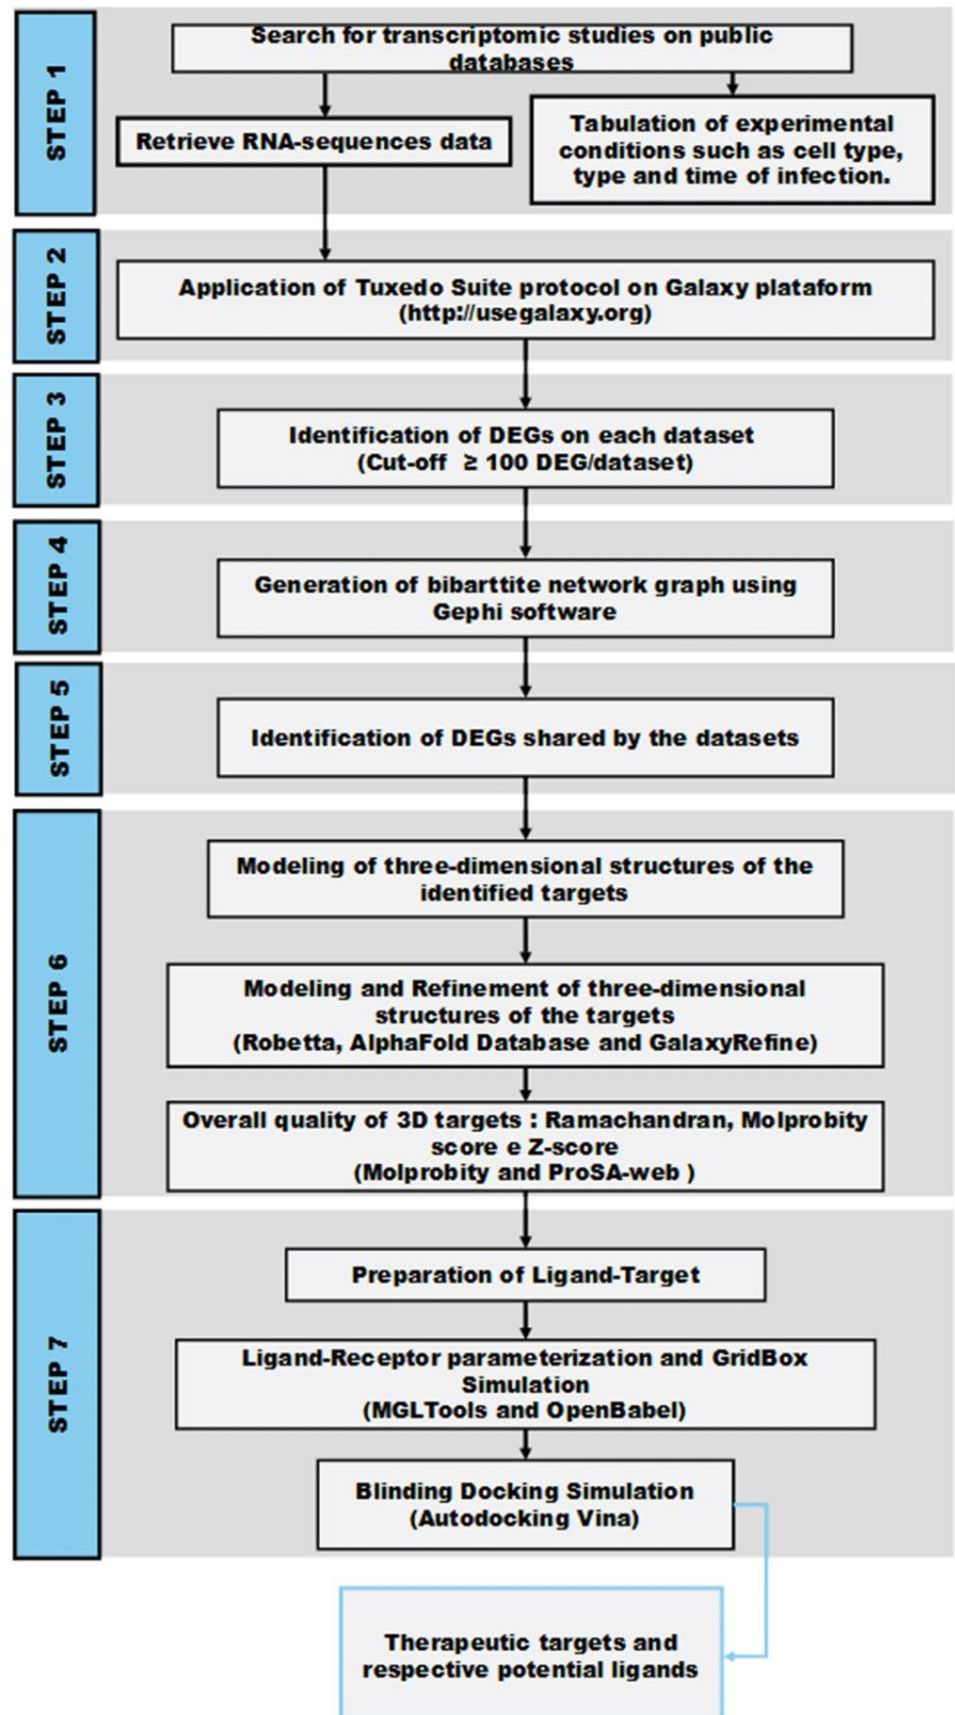 STEP 1
Search for transcriptomic studies on public
databases
Retrieve RNA-sequences data
Tabulation of experimental
conditions such as cell type,
type and time of infection.
STEP 2
Application of Tuxedo Suite protocol on Galaxy plataform
(http://usegalaxy.org)
STEP 3
Identification of DEGs on each dataset
(Cut-off ≥ 100 DEG/dataset)
STEP 4
Generation of bibarttite network graph using
Gephi software
STEP 5
Identification of DEGs shared by the datasets
STEP 6
Modeling of three-dimensional structures of the
identified targets
Modeling and Refinement of three-dimensional
structures of the targets
(Robetta, AlphaFold Database and GalaxyRefine)
Overall quality of 3D targets : Ramachandran, Molprobity
score e Z-score
(Molprobity and ProSA-web )
STEP 7
Preparation of Ligand-Target
Ligand-Receptor parameterization and GridBox
Simulation
(MGLTools and OpenBabel)
Blinding Docking Simulation
(Autodocking Vina)
Therapeutic targets and
respective potential ligands